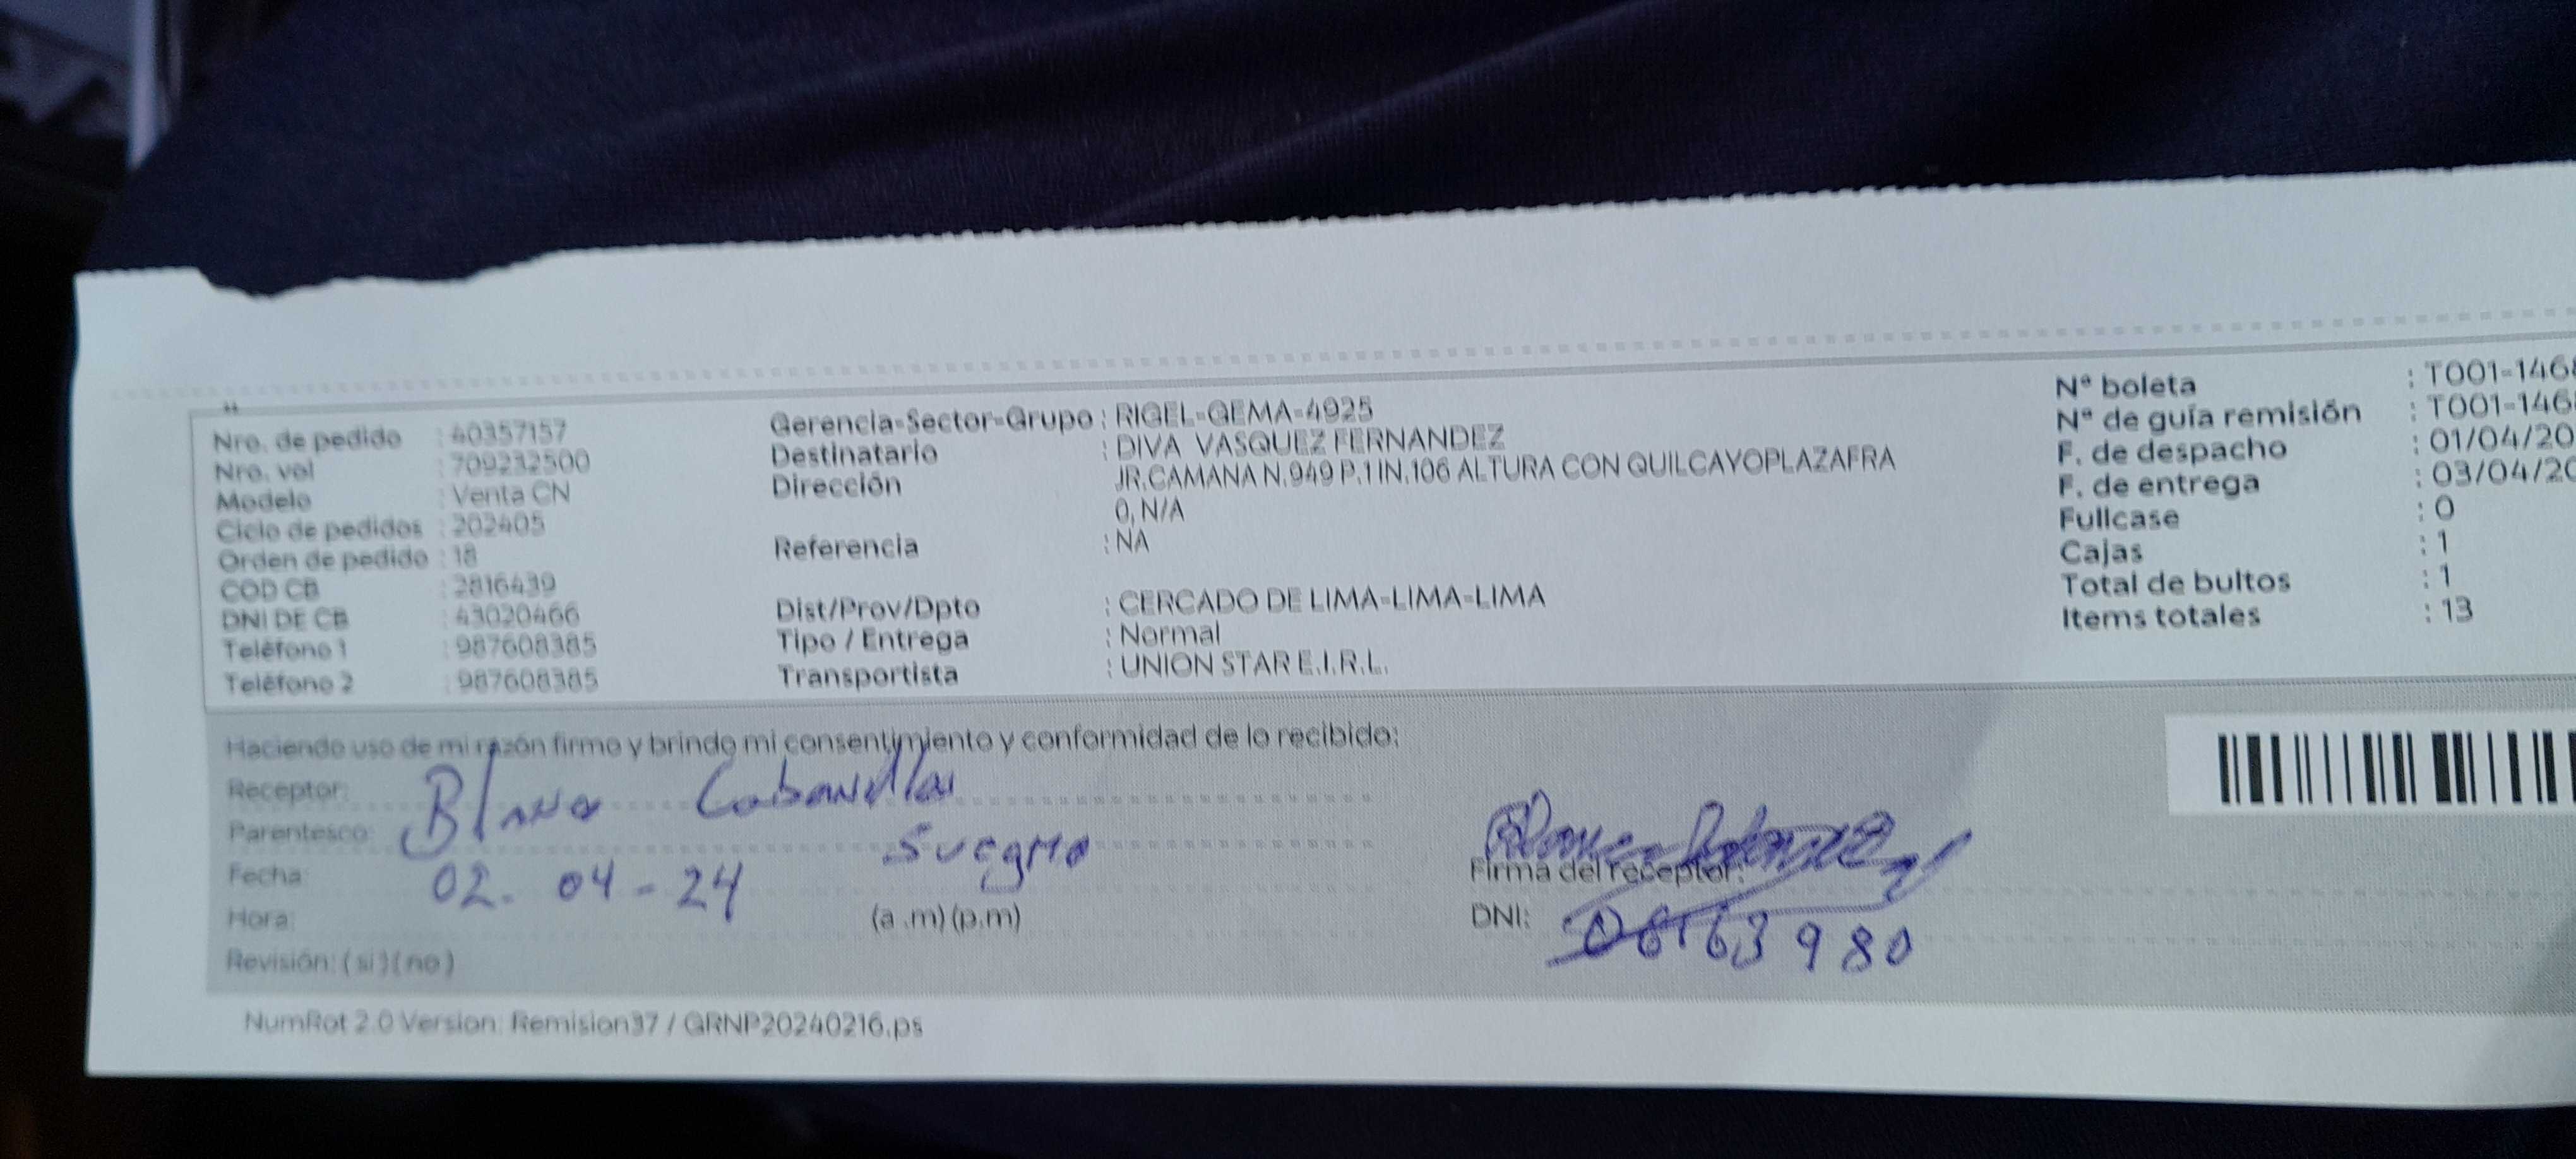 Nro. de pedido : 40357157
Nro. vol : 709232500
Modelo : Venta CN
Ciclo de pedidos : 202405
Orden de pedido : 18
COD CB : 2816439
DNI DE CB : 43020466
Teléfono 1 : 987608385
Teléfono 2 : 987608385
Gerencia-Sector-Grupo : RIGEL-GEMA-4925
Destinatario : DIVA VASQUEZ FERNANDEZ
Dirección JR.CAMANA N.949 P.1 IN.106 ALTURA CON QUILCAYOPLAZAFRA
0, N/A
Referencia : NA
Dist/Prov/Dpto : CERCADO DE LIMA-LIMA-LIMA
Tipo / Entrega : Normal
Transportista : UNION STAR E.I.R.L.
Nº boleta : T001-146
Nº de guía remisión : T001-146
F. de despacho : 01/04/20
F. de entrega : 03/04/20
Fullcase : 0
Cajas : 1
Total de bultos : 1
Items totales : 13
Haciendo uso de mi razón firmo y brindo mi consentimiento y conformidad de lo recibido:
Receptor: Blanca Cabanillas
Parentesco: Suegra
Fecha: 02. 04 - 24
Hora: (a .m) (p.m)
Revisión: ( si ) ( no )
Firma del receptor:
DNI: 08163980
NumRot 2.0 Version: Remision37 / GRNP20240216.ps